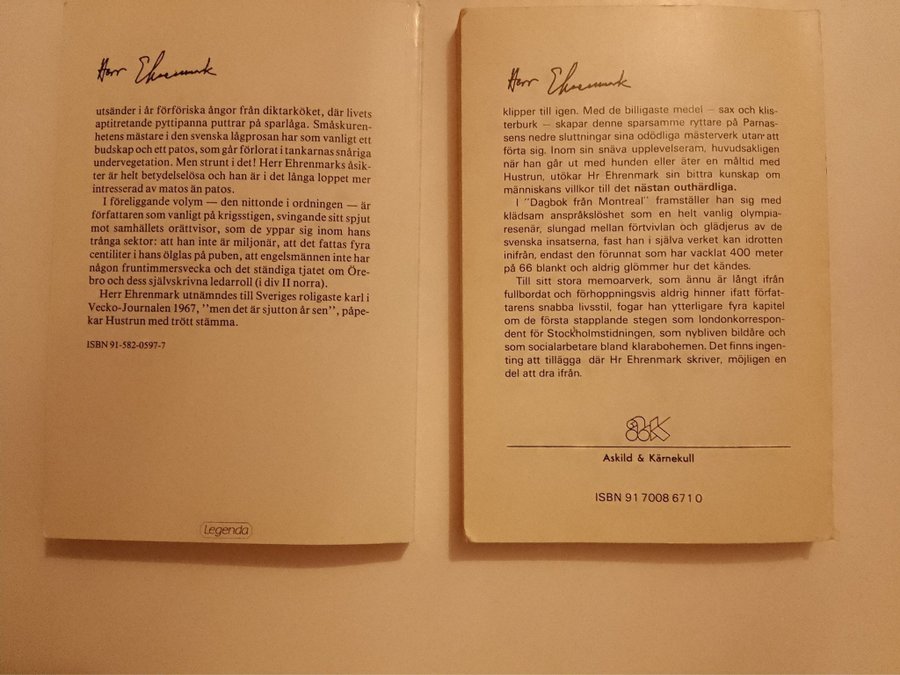 Herr Ehrenmark
utsänder i år förföriska ångor från diktarköket, där livets
aptitretande pyttipanna puttrar på sparlåga. Småskuren-
hetens mästare i den svenska lågprosan har som vanligt ett
budskap och ett patos, som går förlorat i tankarnas snåriga
undervegetation. Men strunt i det! Herr Ehrenmarks åsik-
ter är helt betydelselösa och han är i det långa loppet mer
intresserad av matos än patos.
I föreliggande volym — den nittonde i ordningen — är
författaren som vanligt på krigsstigen, svingande sitt spjut
mot samhällets orättvisor, som de yppar sig inom hans
trånga sektor: att han inte är miljonär, att det fattas fyra
centiliter i hans ölglas på puben, att engelsmännen inte har
någon fruntimmersvecka och det ständiga tjatet om Öre-
bro och dess självskrivna ledarroll (i div II norra).
Herr Ehrenmark utnämndes till Sveriges roligaste karl i
Vecko-Journalen 1967, ''men det är sjutton år sen'', påpe-
kar Hustrun med trött stämma.
ISBN 91-582-0597-7
Legenda
Herr Ehrenmark
klipper till igen. Med de billigaste medel — sax och klis-
terburk — skapar denne sparsamme ryttare på Parnas-
sens nedre sluttningar sina odödliga mästerverk utan att
förta sig. Inom sin snäva upplevelseram, huvudsakligen
när han går ut med hunden eller äter en måltid med
Hustrun, utökar Hr Ehrenmark sin bittra kunskap om
människans villkor till det nästan outhärdliga.
I ''Dagbok från Montreal'' framställer han sig med
klädsam anspråkslöshet som en helt vanlig olympia-
resenär, slungad mellan förtvivlan och glädjerus av de
svenska insatserna, fast han i själva verket kan idrotten
inifrån, endast den förunnat som har vacklat 400 meter
på 66 blankt och aldrig glömmer hur det kändes.
Till sitt stora memoarverk, som ännu är långt ifrån
fullbordat och förhoppningsvis aldrig hinner ifatt förfat-
tarens snabba livsstil, fogar han ytterligare fyra kapitel
om de första stapplande stegen som londonkorrespon-
dent för Stockholmstidningen, som nybliven bildåre och
som socialarbetare bland klarabohemen. Det finns ingen-
ting att tillägga där Hr Ehrenmark skriver, möjligen en
del att dra ifrån.
Askild & Kärnekull
ISBN 91 7008 671 0